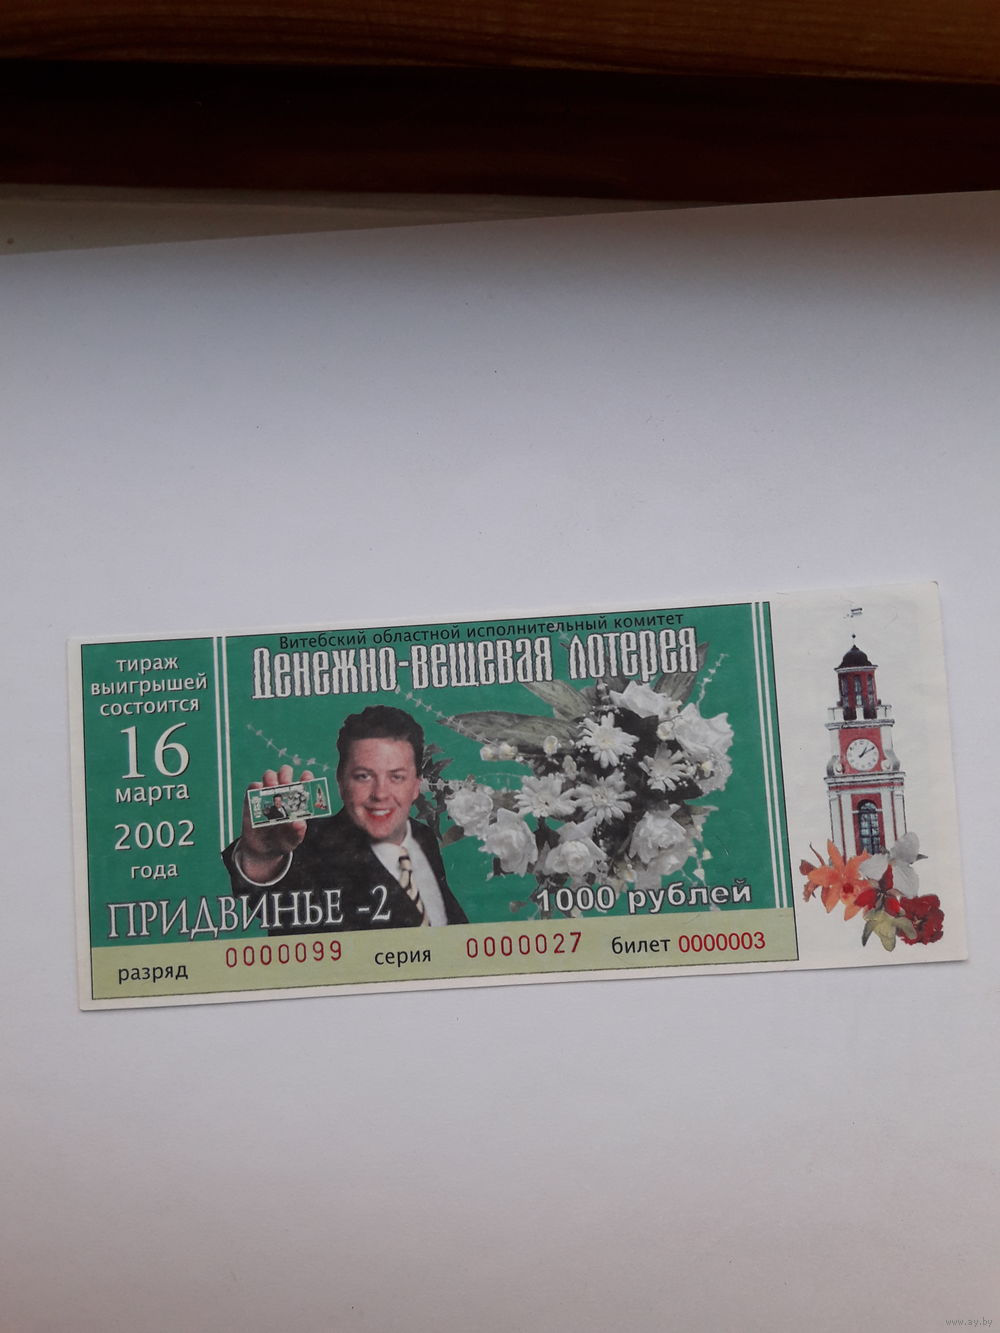 Витебский областной исполнительный комитет
Денежно-вещевая лотерея
тираж
выигрышей
состоится
16
марта
2002
года
ПРИДВИНЬЕ -2
1000 рублей
разряд 0000099 серия 0000027 билет 0000003
www.ay.by